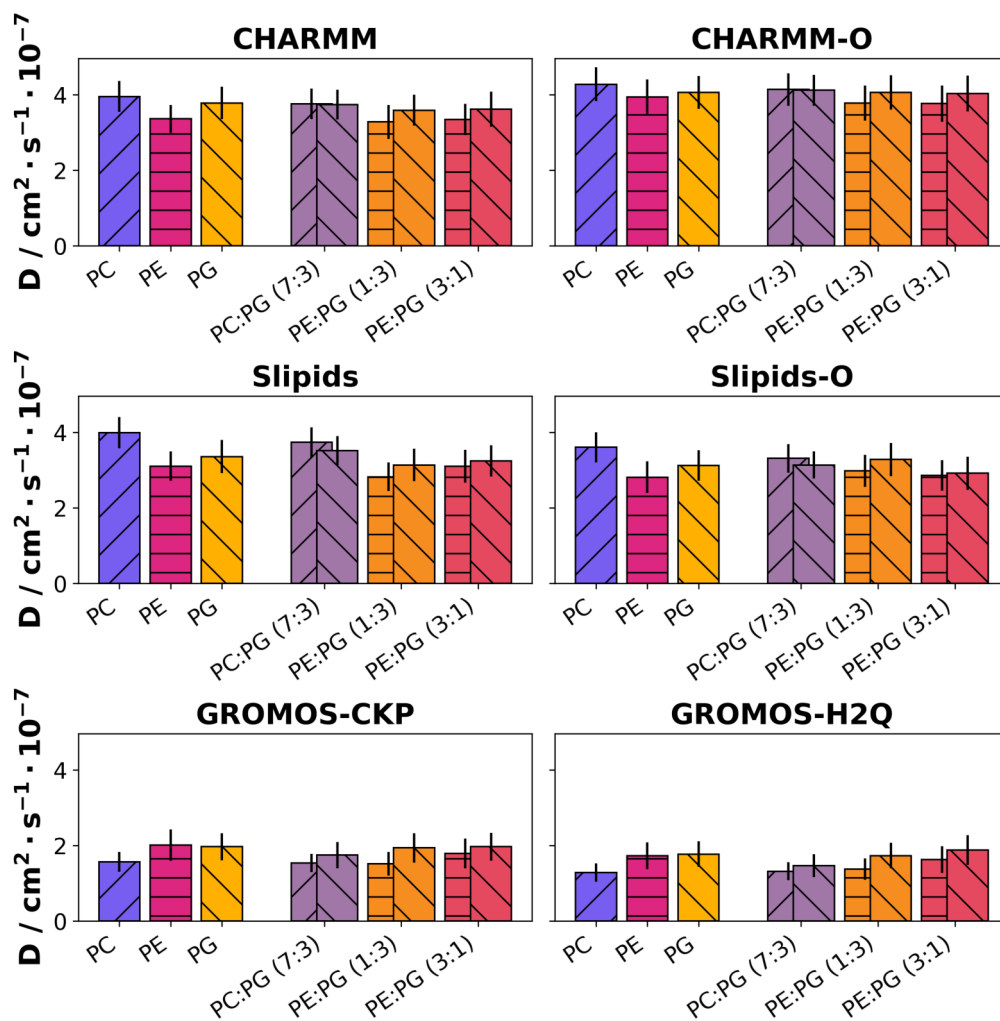 CHARMM
CHARMM-O
D / cm² · s⁻¹ · 10⁻⁷
4
2
0
PC
PE
PG
PC:PG (7:3)
PE:PG (1:3)
PE:PG (3:1)
4
2
0
PC
PE
PG
PC:PG (7:3)
PE:PG (1:3)
PE:PG (3:1)
Slipids
Slipids-O
D / cm² · s⁻¹ · 10⁻⁷
4
2
0
PC
PE
PG
PC:PG (7:3)
PE:PG (1:3)
PE:PG (3:1)
PC
PE
PG
PC:PG (7:3)
PE:PG (1:3)
PE:PG (3:1)
GROMOS-CKP
GROMOS-H2Q
D / cm² · s⁻¹ · 10⁻⁷
4
2
0
PC
PE
PG
PC:PG (7:3)
PE:PG (1:3)
PE:PG (3:1)
PC
PE
PG
PC:PG (7:3)
PE:PG (1:3)
PE:PG (3:1)